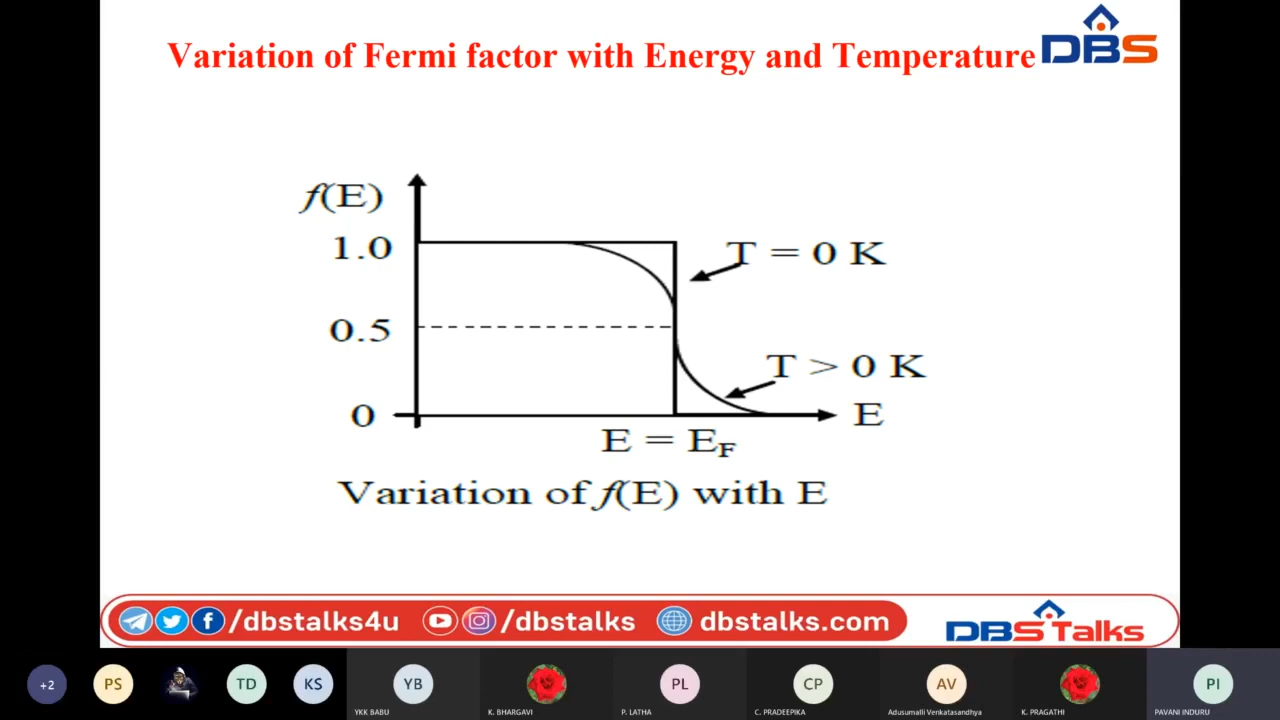 Variation of Fermi factor with Energy and Temperature
DBS
f(E)
1.0
T = 0 K
0.5
T > 0 K
0
E
E = EF
Variation of f(E) with E
/dbstalks4u
/dbstalks
dbstalks.com
DBS Talks
+2
PS
TD
KS
YB
PL
CP
AV
PI
YKK BABU
K. BHARGAVI
P. LATHA
C. PRADEEPIKA
Adusumalli Venkatasandhya
K. PRAGATHI
PAVANI INDURU